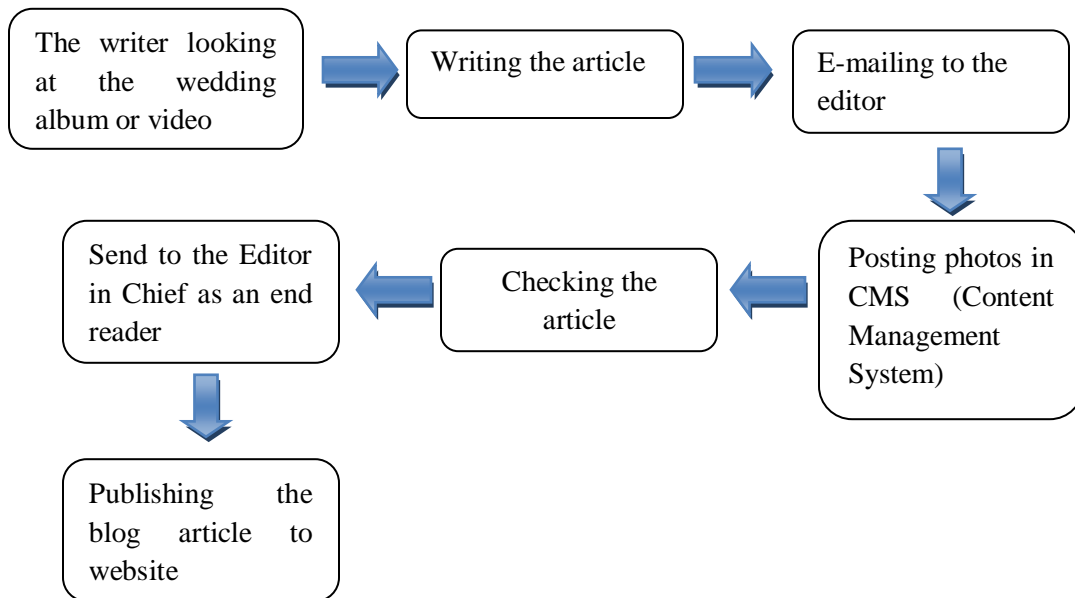 The writer looking
at the wedding
album or video
Writing the article
E-mailing to the
editor
Posting photos in
CMS (Content
Management
System)
Checking the
article
Send to the Editor
in Chief as an end
reader
Publishing the
blog article to
website